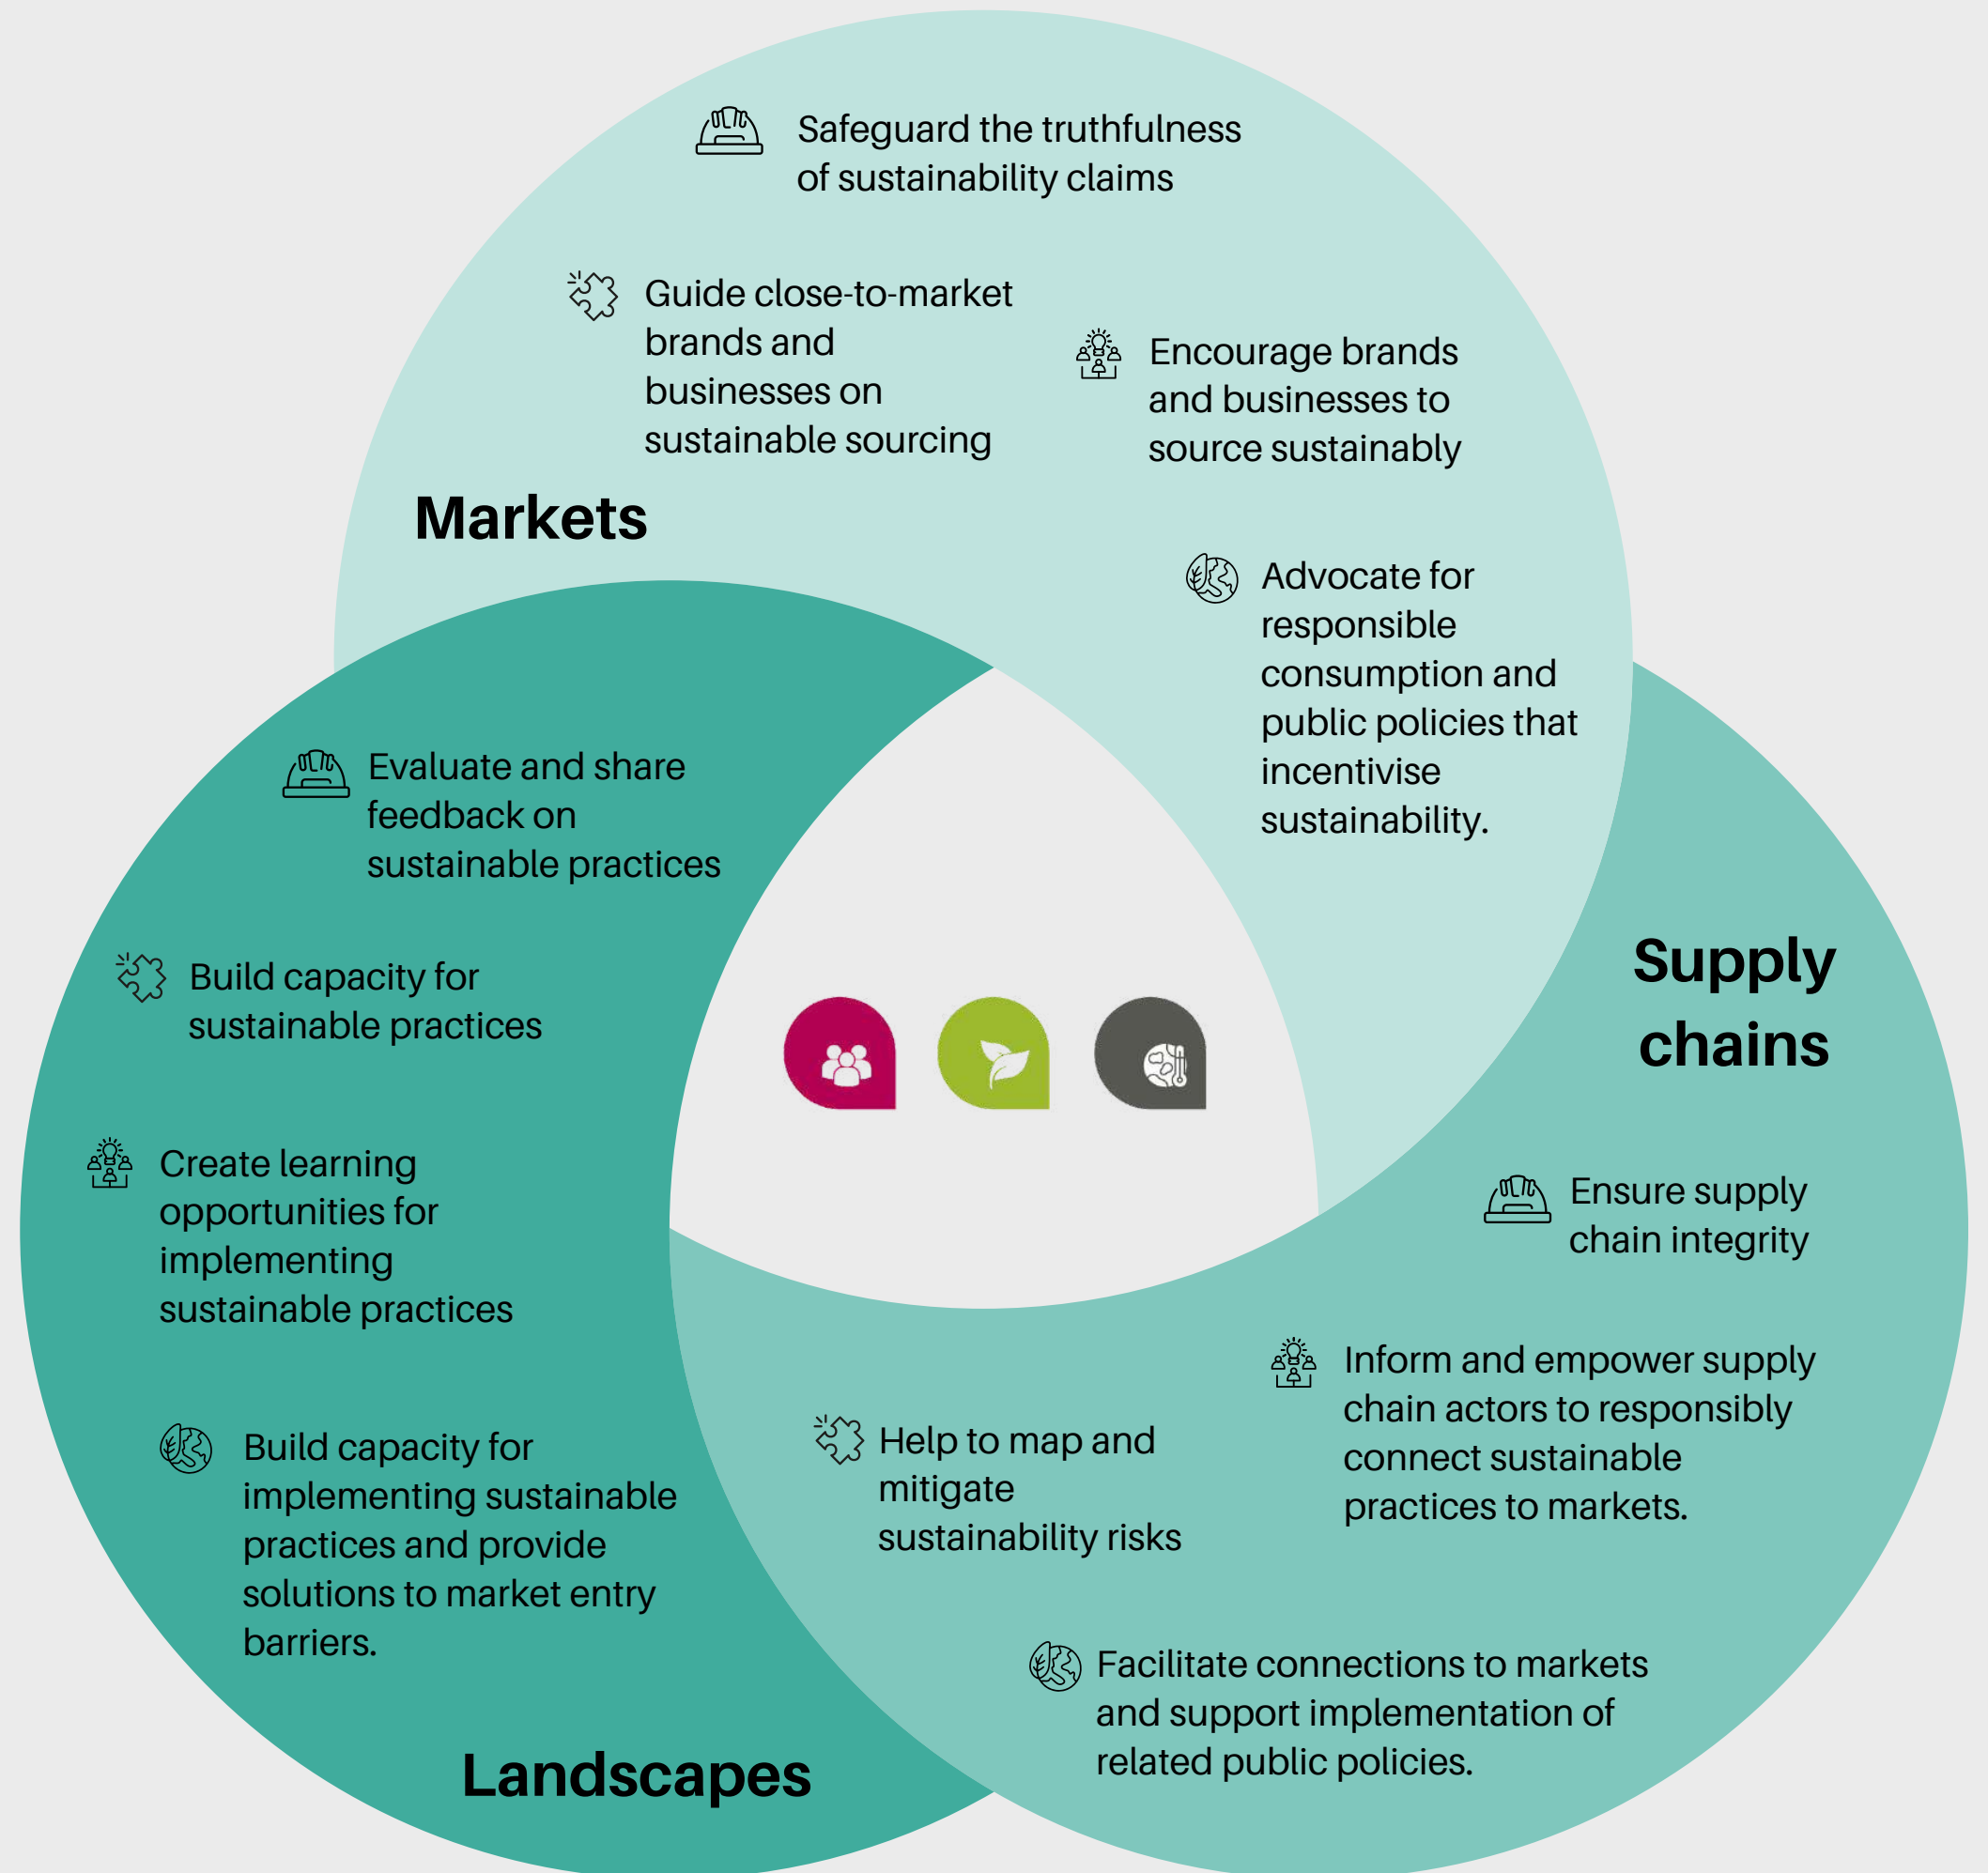 Safeguard the truthfulness
of sustainability claims
Guide close-to-market
brands and
businesses on
sustainable sourcing
Encourage brands
and businesses to
source sustainably
Markets
Advocate for
responsible
consumption and
public policies that
incentivise
sustainability.
Evaluate and share
feedback on
sustainable practices
Build capacity for
sustainable practices
Create learning
opportunities for
implementing
sustainable practices
Build capacity for
implementing sustainable
practices and provide
solutions to market entry
barriers.
Landscapes
Supply
chains
Ensure supply
chain integrity
Inform and empower supply
chain actors to responsibly
connect sustainable
practices to markets.
Help to map and
mitigate
sustainability risks
Facilitate connections to markets
and support implementation of
related public policies.